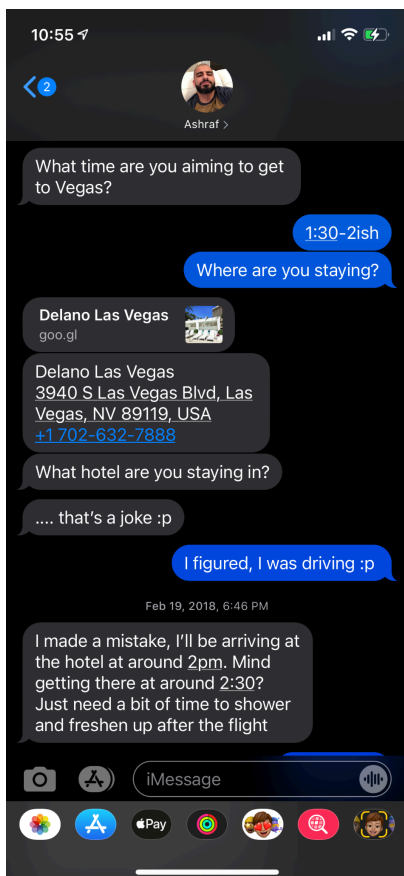 10:55
2
Ashraf >
What time are you aiming to get
to Vegas?
1:30-2ish
Where are you staying?
Delano Las Vegas
goo.gl
Delano Las Vegas
3940 S Las Vegas Blvd, Las
Vegas, NV 89119, USA
+1 702-632-7888
What hotel are you staying in?
.... that's a joke :p
I figured, I was driving :p
Feb 19, 2018, 6:46 PM
I made a mistake, I'll be arriving at
the hotel at around 2pm. Mind
getting there at around 2:30?
Just need a bit of time to shower
and freshen up after the flight
iMessage
Pay